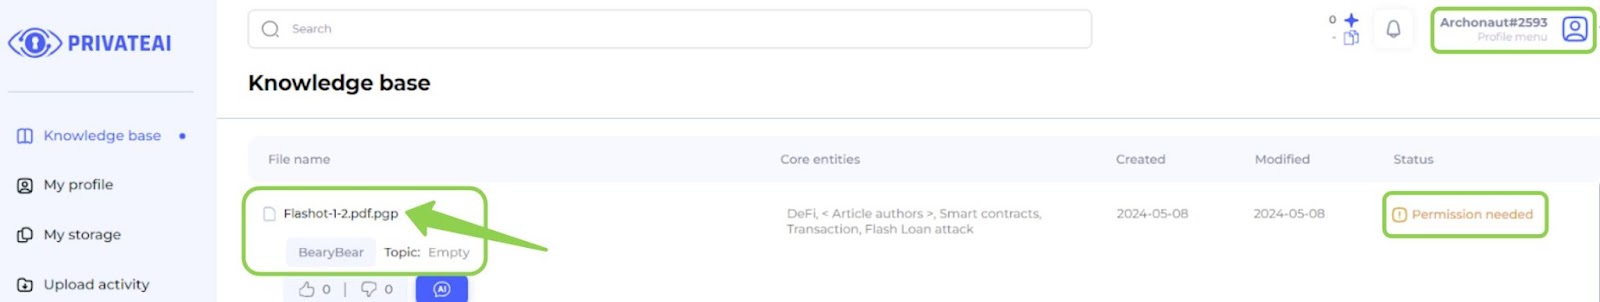 PRIVATEAI
Search
0
-
Archonaut#2593
Profile menu
Knowledge base
Knowledge base
My profile
My storage
Upload activity
File name Core entities Created Modified Status
Flashot-1-2.pdf.pgp
DeFi, < Article authors >, Smart contracts,
Transaction, Flash Loan attack
2024-05-08 2024-05-08 Permission needed
BearyBear Topic: Empty
0 | 0 AI